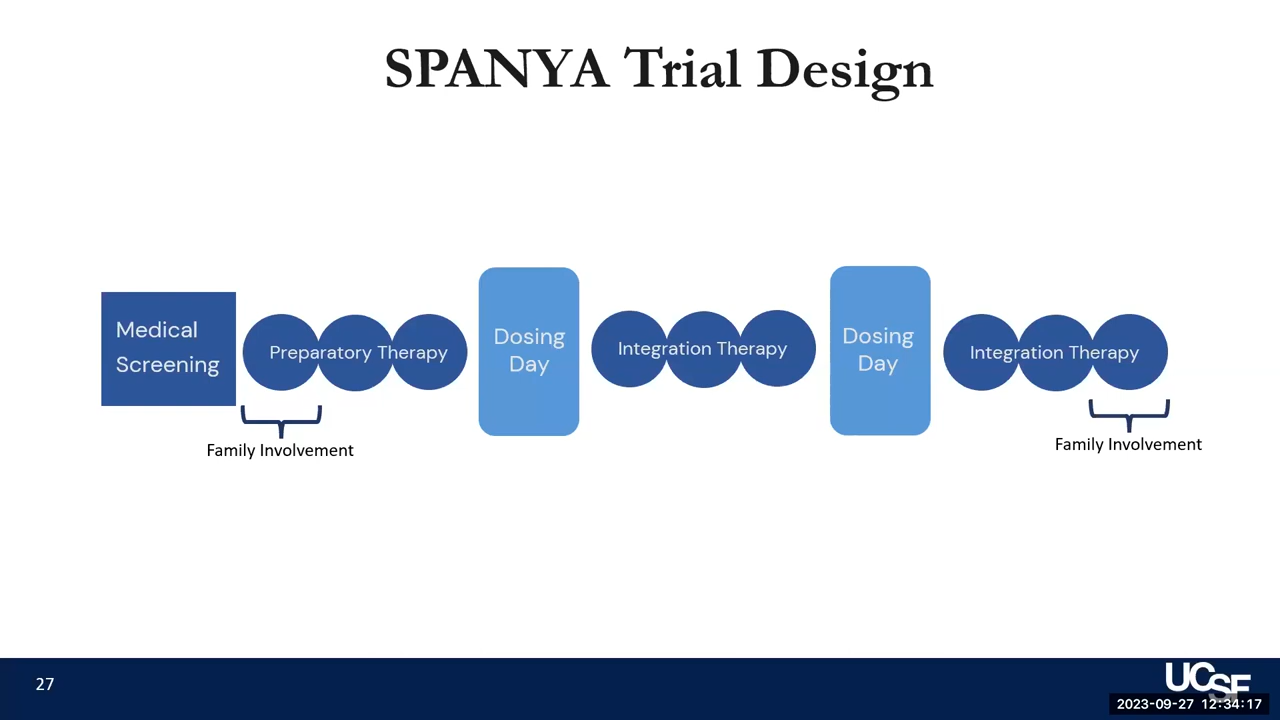 SPANYA Trial Design
Medical
Screening
Preparatory Therapy
Dosing
Day
Integration Therapy
Dosing
Day
Integration Therapy
Family Involvement
Family Involvement
27
UCSF
2023-09-27 12:34:17